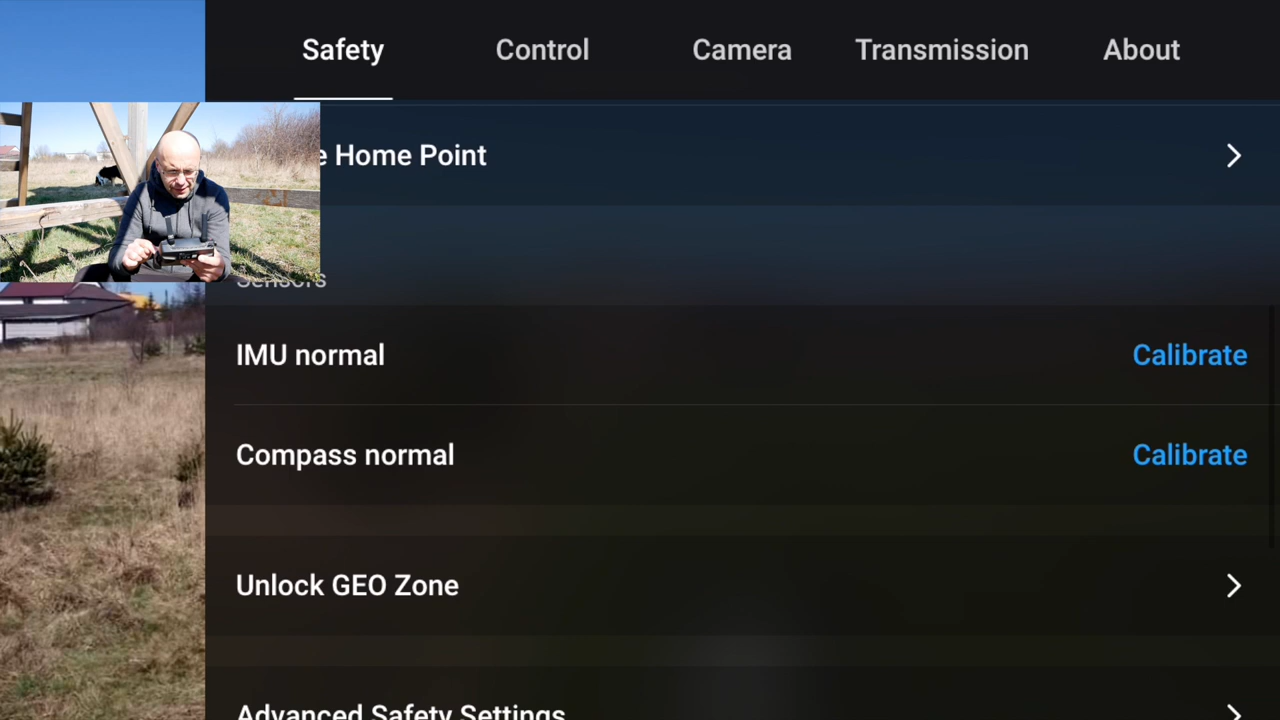 Safety Control Camera Transmission About
Home Point
Sensors
IMU normal Calibrate
Compass normal Calibrate
Unlock GEO Zone
Advanced Safety Settings